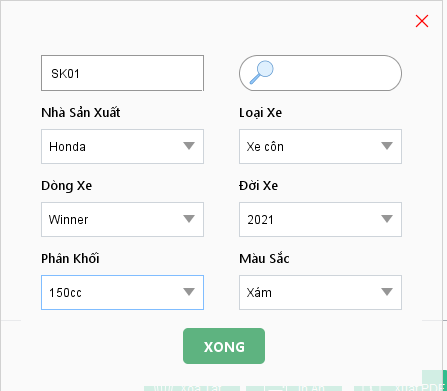 SK01
Nhà Sản Xuất
Loại Xe
Honda
Xe côn
Dòng Xe
Đời Xe
Winner
2021
Phân Khối
Màu Sắc
150cc
Xám
XONG